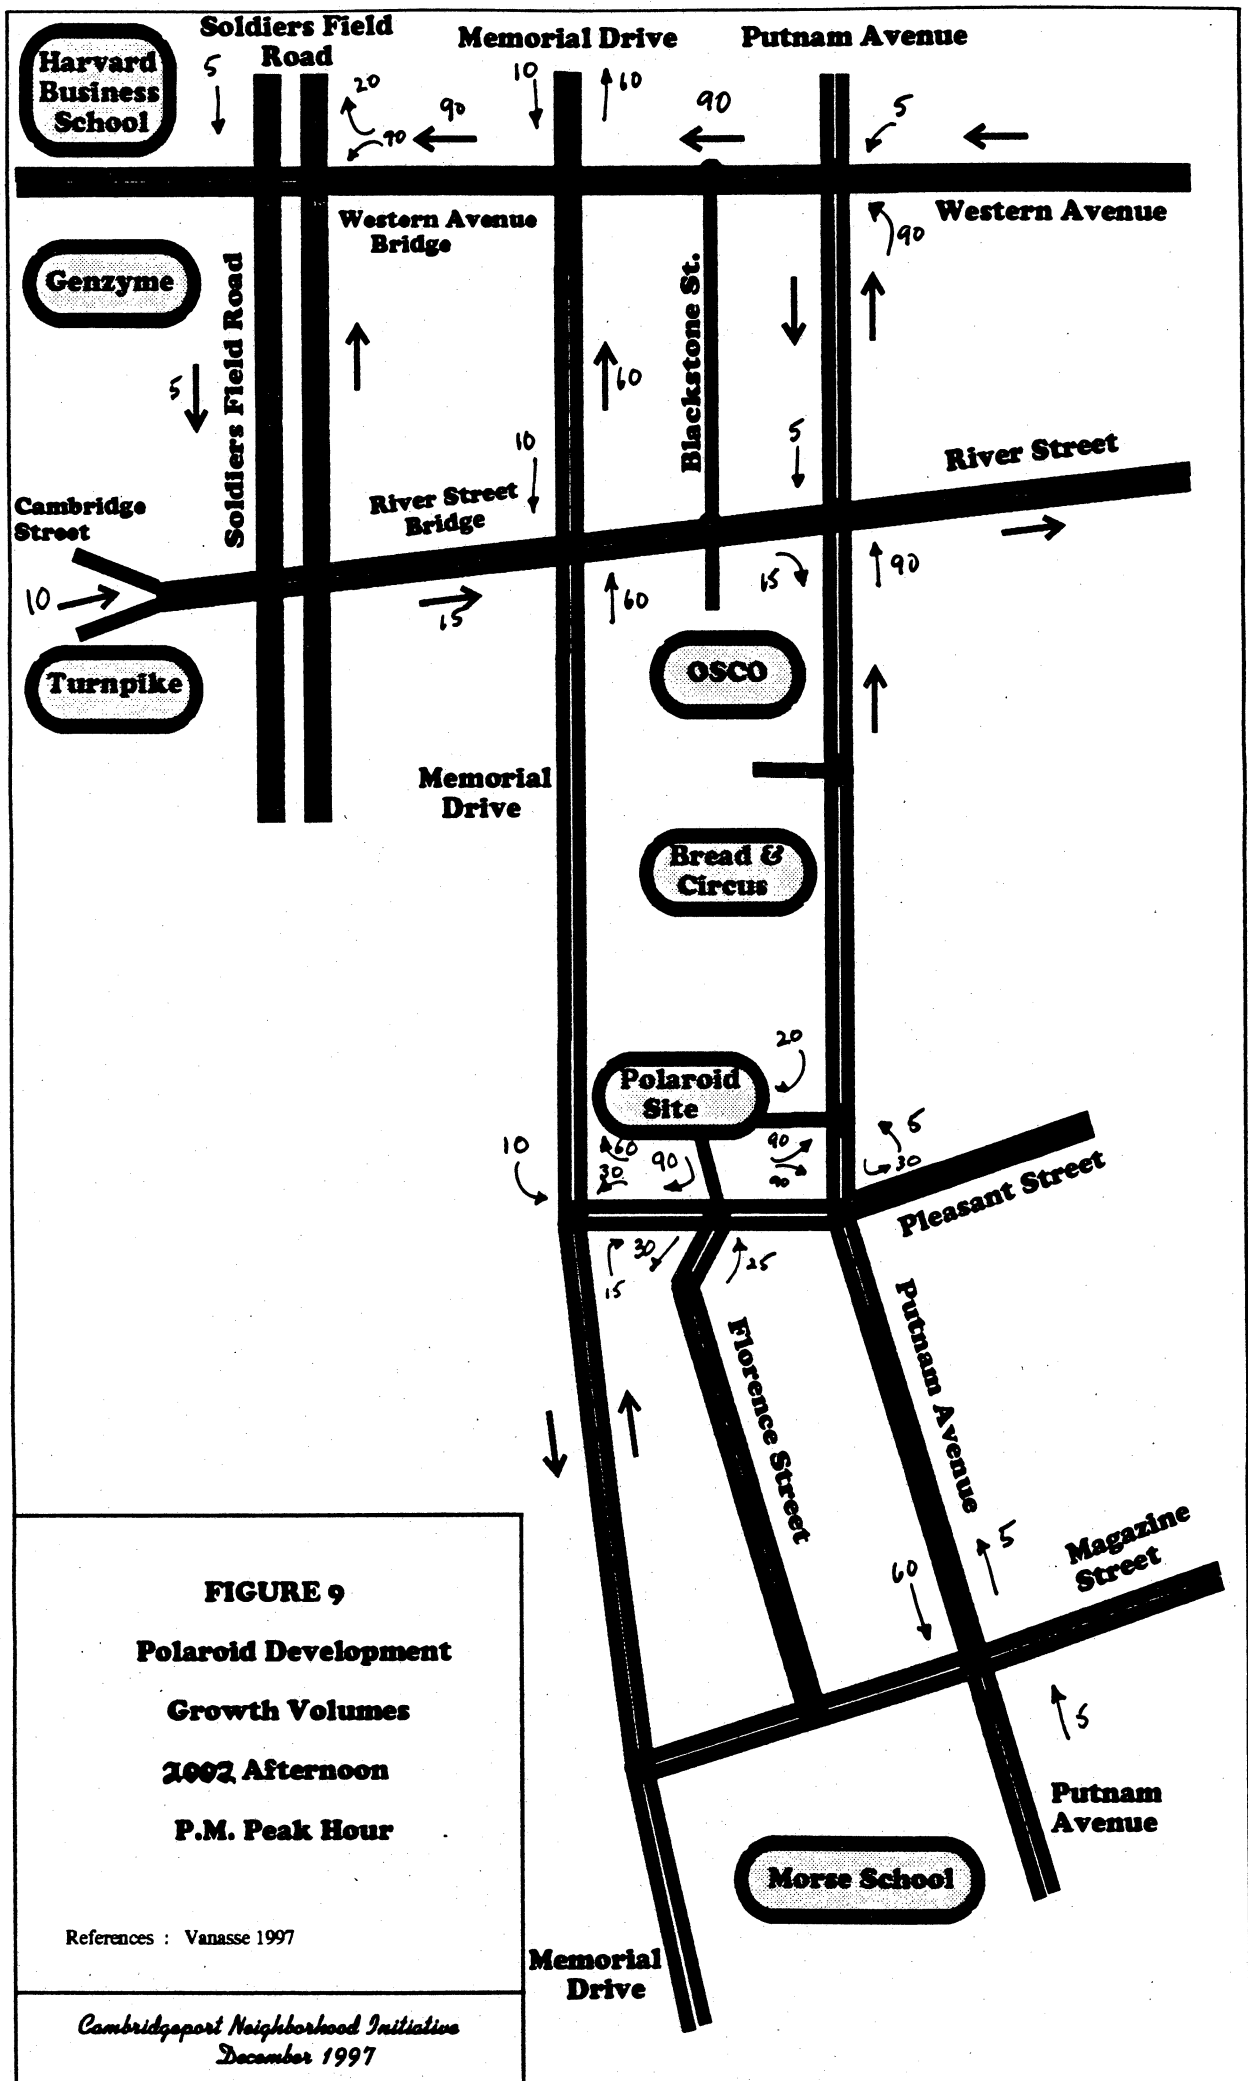 Soldiers Field
Road
Memorial Drive
Putnam Avenue
Harvard
Business
School
5
20
90
90
10
60
90
5
Western Avenue
Bridge
Western Avenue
90
Genzyme
Soldiers Field Road
5
60
Blackstone St.
10
5
River Street
Bridge
River Street
Cambridge
Street
10
15
60
15
90
Turnpike
OSCO
Memorial
Drive
Bread &
Circus
20
Polaroid
Site
10
60
30
90
90
90
5
30
Pleasant Street
15
30
25
Florence Street
Putnam Avenue
60
5
Magazine
Street
5
Putnam
Avenue
Morse School
Memorial
Drive
FIGURE 9
Polaroid Development
Growth Volumes
2002 Afternoon
P.M. Peak Hour
References : Vanasse 1997
Cambridgeport Neighborhood Initiative
December 1997